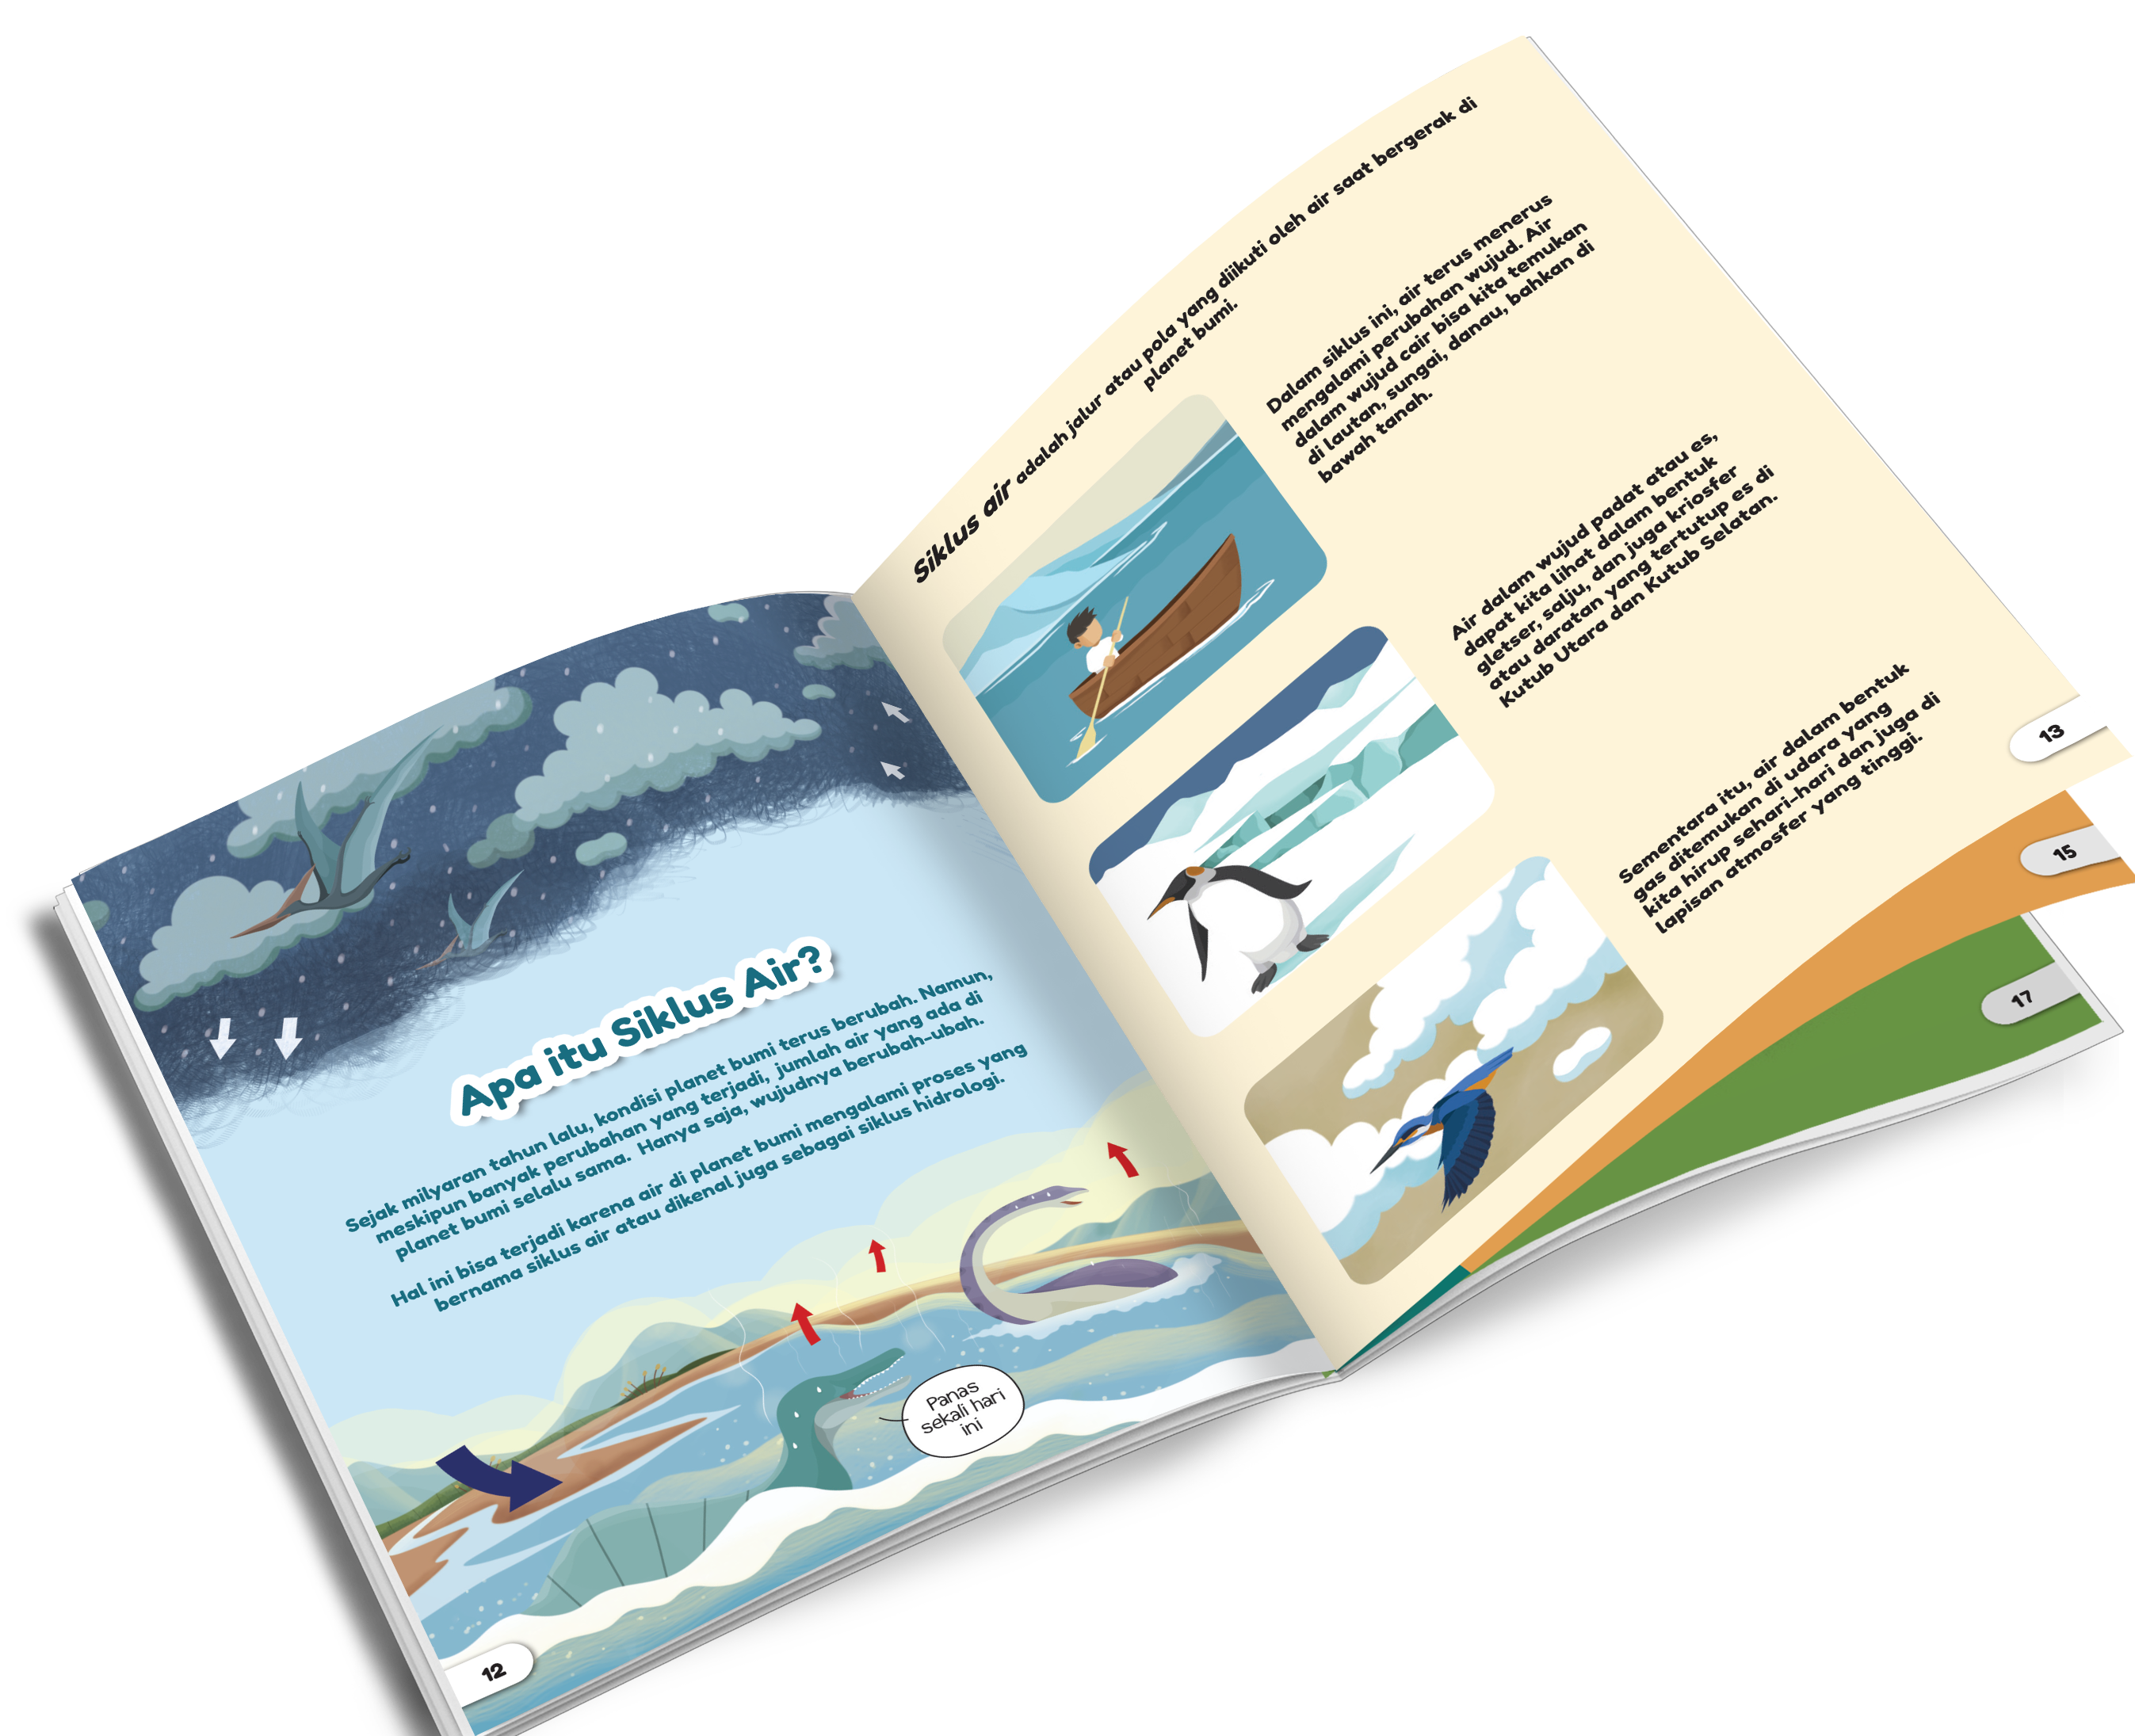 Apa itu Siklus Air?
Sejak milyaran tahun lalu, kondisi planet bumi terus berubah. Namun,
meskipun banyak perubahan yang terjadi, jumlah air yang ada di
planet bumi selalu sama. Hanya saja, wujudnya berubah-ubah.
Hal ini bisa terjadi karena air di planet bumi mengalami proses yang
bernama siklus air atau dikenal juga sebagai siklus hidrologi.
Panas
sekali hari
ini
12
Siklus air adalah jalur atau pola yang diikuti oleh air saat bergerak di
planet bumi.
Dalam siklus ini, air terus menerus
mengalami perubahan wujud. Air
dalam wujud cair bisa kita temukan
di lautan, sungai, danau, bahkan di
bawah tanah.
Air dalam wujud padat atau es,
dapat kita lihat dalam bentuk
gletser, salju, dan juga kriosfer
atau daratan yang tertutup es di
Kutub Utara dan Kutub Selatan.
Sementara itu, air dalam bentuk
gas ditemukan di udara yang
kita hirup sehari-hari dan juga di
lapisan atmosfer yang tinggi.
13
15
17